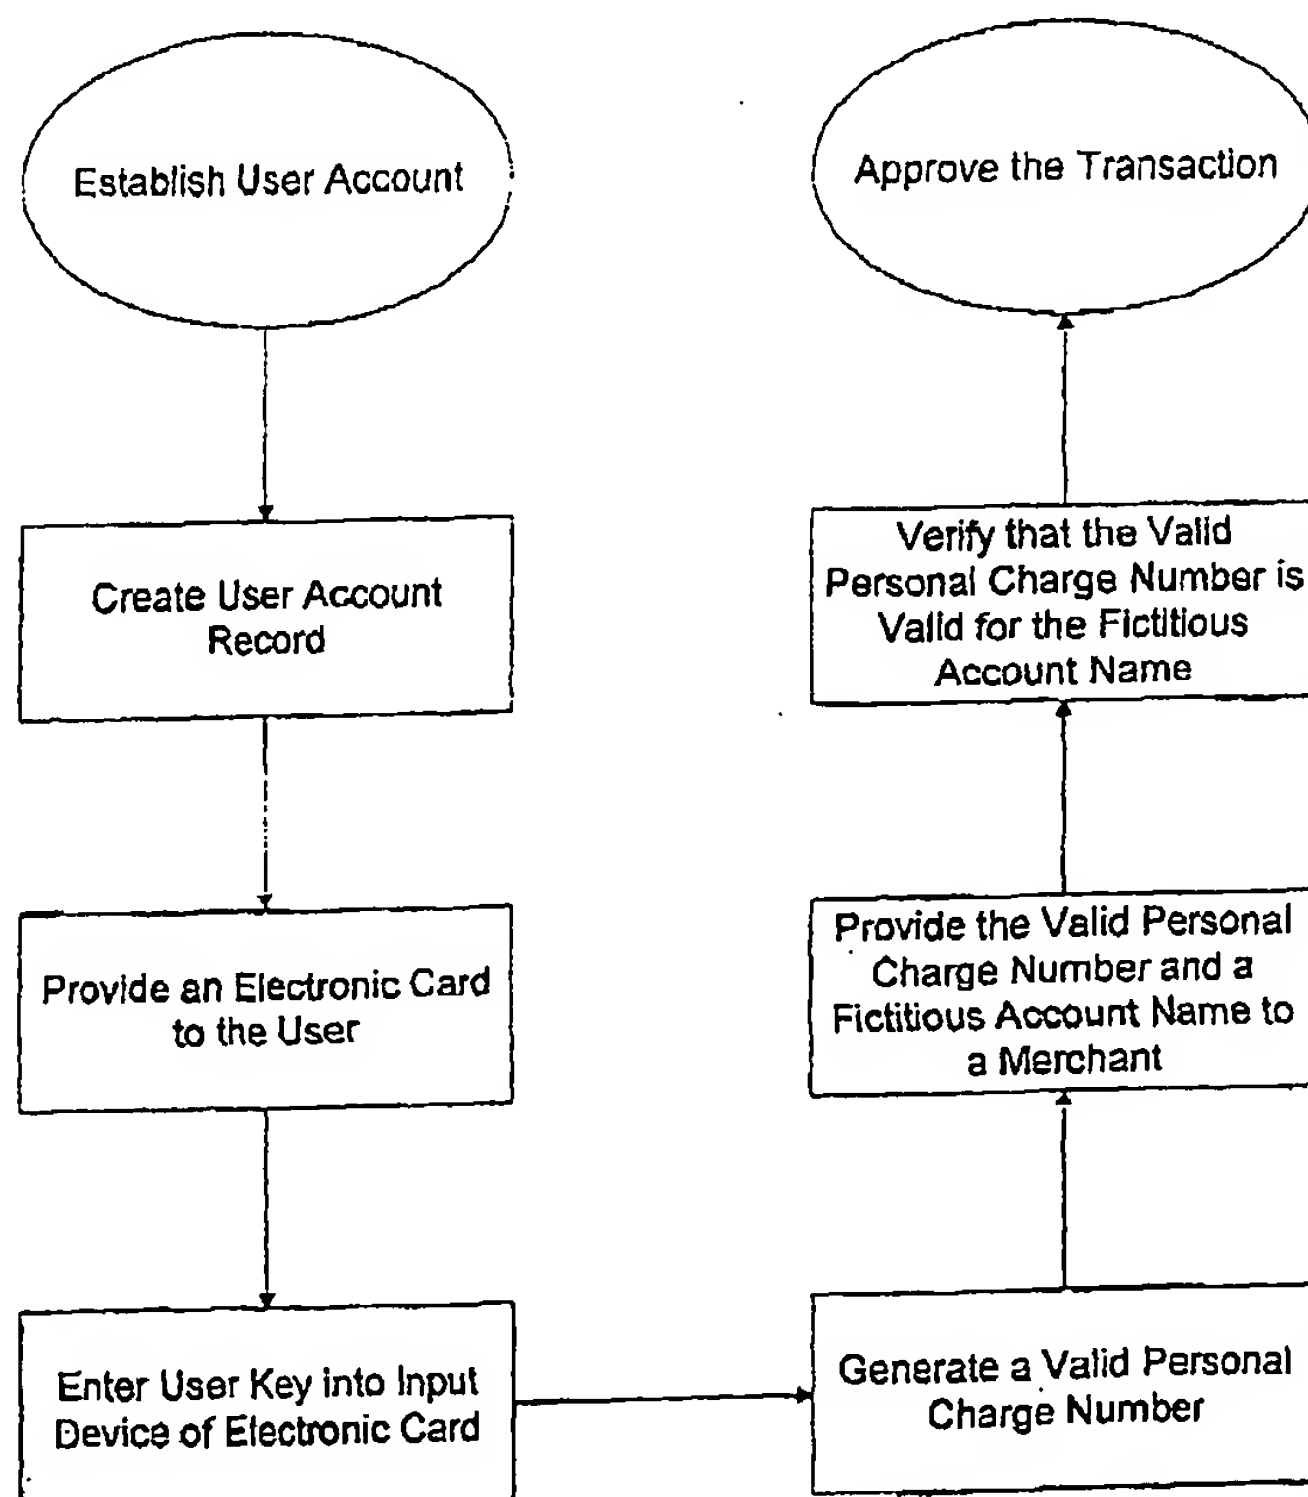 Establish User Account
Create User Account
Record
Provide an Electronic Card
to the User
Enter User Key into Input
Device of Electronic Card
Generate a Valid Personal
Charge Number
Provide the Valid Personal
Charge Number and a
Fictitious Account Name to
a Merchant
Verify that the Valid
Personal Charge Number is
Valid for the Fictitious
Account Name
Approve the Transaction